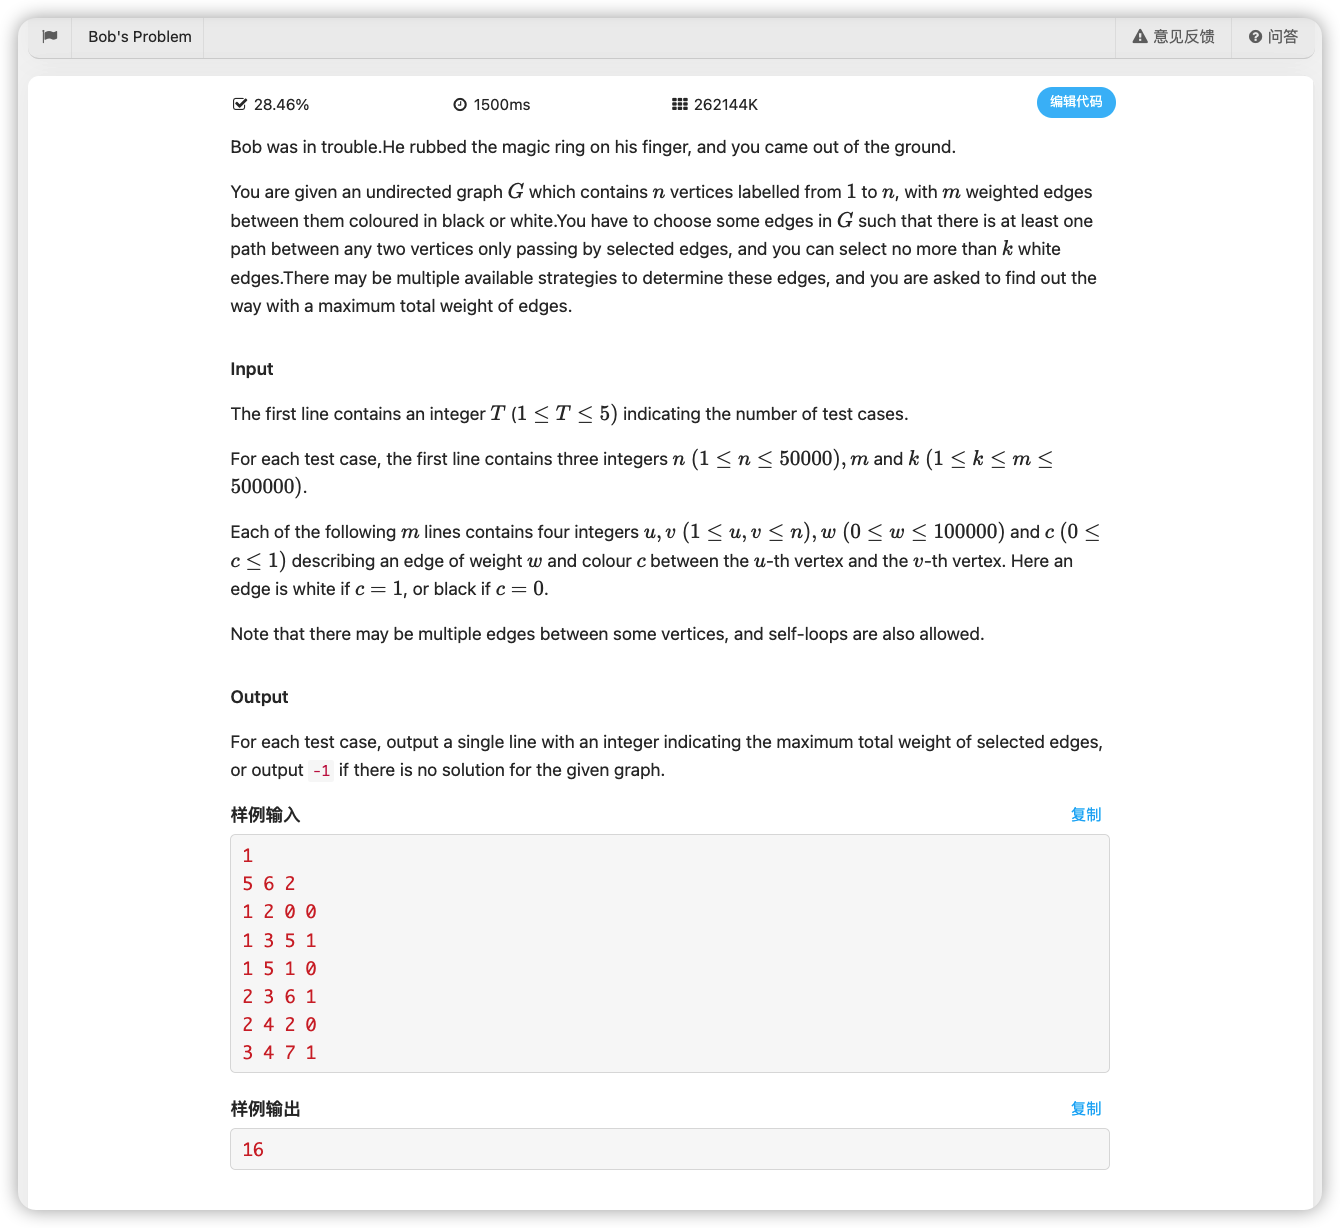 Bob's Problem
意见反馈
问答
28.46%
1500ms
262144K
编辑代码
Bob was in trouble.He rubbed the magic ring on his finger, and you came out of the ground.
You are given an undirected graph G which contains n vertices labelled from 1 to n, with m weighted edges
between them coloured in black or white.You have to choose some edges in G such that there is at least one
path between any two vertices only passing by selected edges, and you can select no more than k white
edges.There may be multiple available strategies to determine these edges, and you are asked to find out the
way with a maximum total weight of edges.
Input
The first line contains an integer T (1 ≤ T ≤ 5) indicating the number of test cases.
For each test case, the first line contains three integers n (1 ≤ n ≤ 50000), m and k (1 ≤ k ≤ m ≤
500000).
Each of the following m lines contains four integers u, v (1 ≤ u, v ≤ n), w (0 ≤ w ≤ 100000) and c (0 ≤
c ≤ 1) describing an edge of weight w and colour c between the u-th vertex and the v-th vertex. Here an
edge is white if c = 1, or black if c = 0.
Note that there may be multiple edges between some vertices, and self-loops are also allowed.
Output
For each test case, output a single line with an integer indicating the maximum total weight of selected edges,
or output -1 if there is no solution for the given graph.
样例输入
复制
1
5 6 2
1 2 0 0
1 3 5 1
1 5 1 0
2 3 6 1
2 4 2 0
3 4 7 1
样例输出
复制
16